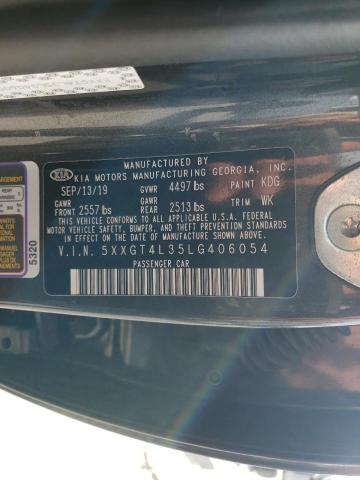 MANUFACTURED BY
KIA KIA MOTORS MANUFACTURING GEORGIA, INC.
SEP/13/19 GVWR 4497 lbs PAINT KDG
GAWR FRONT 2557 lbs GAWR REAR 2513 lbs TRIM WK
THIS VEHICLE CONFORMS TO ALL APPLICABLE U.S.A. FEDERAL
MOTOR VEHICLE SAFETY, BUMPER, AND THEFT PREVENTION STANDARDS
IN EFFECT ON THE DATE OF MANUFACTURE SHOWN ABOVE.
V.I.N. 5XXGT4L35LG406054
PASSENGER CAR
5320